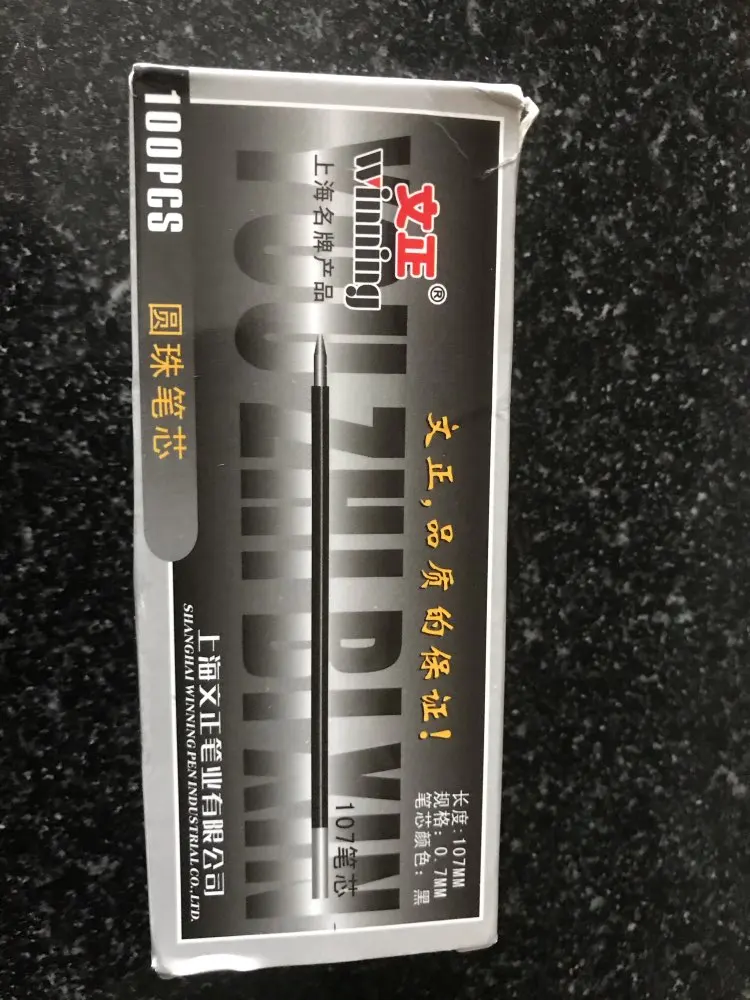 文正®
winning
上海名牌产品
YUANZHUBIXIN
文正,品质的保证!
107笔芯
长度:107MM
规格:0.7MM
笔芯颜色:黑
100PCS
圆珠笔芯
上海文正笔业有限公司
SHANGHAI WINNING PEN INDUSTRIAL CO.,LTD.